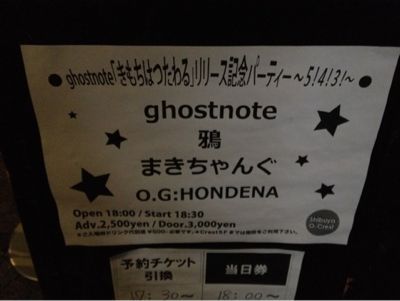 ● ghostnote「きもちはつたわる」リリース記念パーティー～5!4!3!～ ●
ghostnote
鴉
まきちゃんぐ
O.G:HONDENA
Open 18:00 / Start 18:30
Adv.2,500yen / Door.3,000yen
Shibuya
O-Crest
予約チケット
引換
17:30～
当日券
18:00～